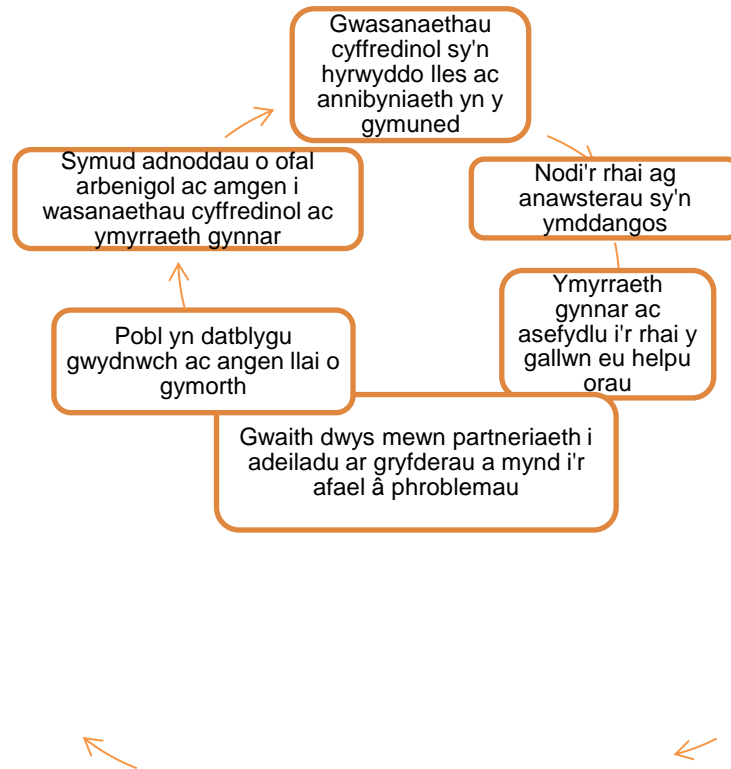 Gwasanaethau
cyffredinol sy'n
hyrwyddo lles ac
annibyniaeth yn y
gymuned
Nodi'r rhai ag
anawsterau sy'n
ymddangos
Ymyrraeth
gynnar ac
asefydlu i'r rhai y
gallwn eu helpu
orau
Gwaith dwys mewn partneriaeth i
adeiladu ar gryfderau a mynd i'r
afael â phroblemau
Pobl yn datblygu
gwydnwch ac angen llai o
gymorth
Symud adnoddau o ofal
arbenigol ac amgen i
wasanaethau cyffredinol ac
ymyrraeth gynnar